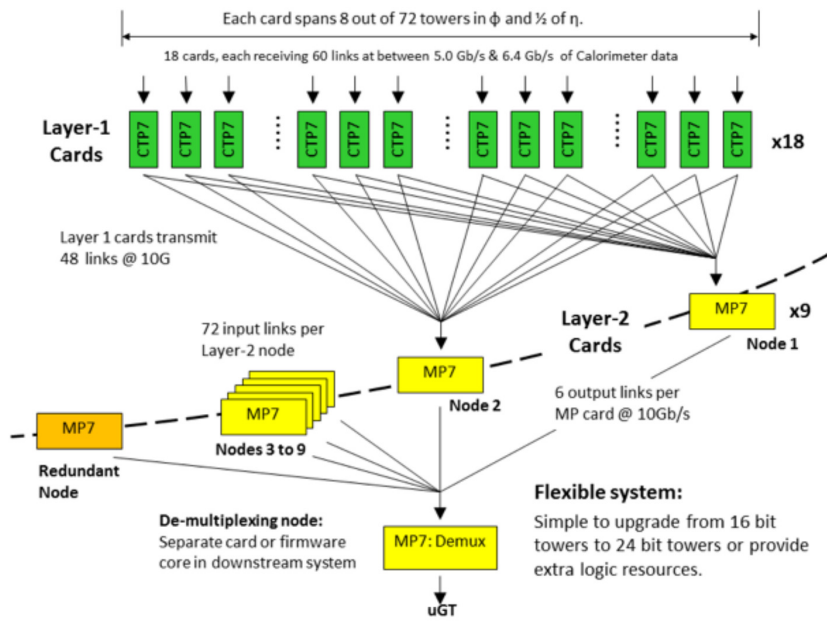 Each card spans 8 out of 72 towers in ϕ and ½ of η.
18 cards, each receiving 60 links at between 5.0 Gb/s & 6.4 Gb/s of Calorimeter data
Layer-1
Cards
CTP7
CTP7
CTP7
CTP7
CTP7
CTP7
CTP7
CTP7
CTP7
CTP7
CTP7
CTP7
x18
Layer 1 cards transmit
48 links @ 10G
MP7
x9
Node 1
72 input links per
Layer-2 node
Layer-2
Cards
MP7
Node 2
6 output links per
MP card @ 10Gb/s
MP7
Nodes 3 to 9
MP7
Redundant
Node
De-multiplexing node:
Separate card or firmware
core in downstream system
MP7: Demux
uGT
Flexible system:
Simple to upgrade from 16 bit
towers to 24 bit towers or provide
extra logic resources.